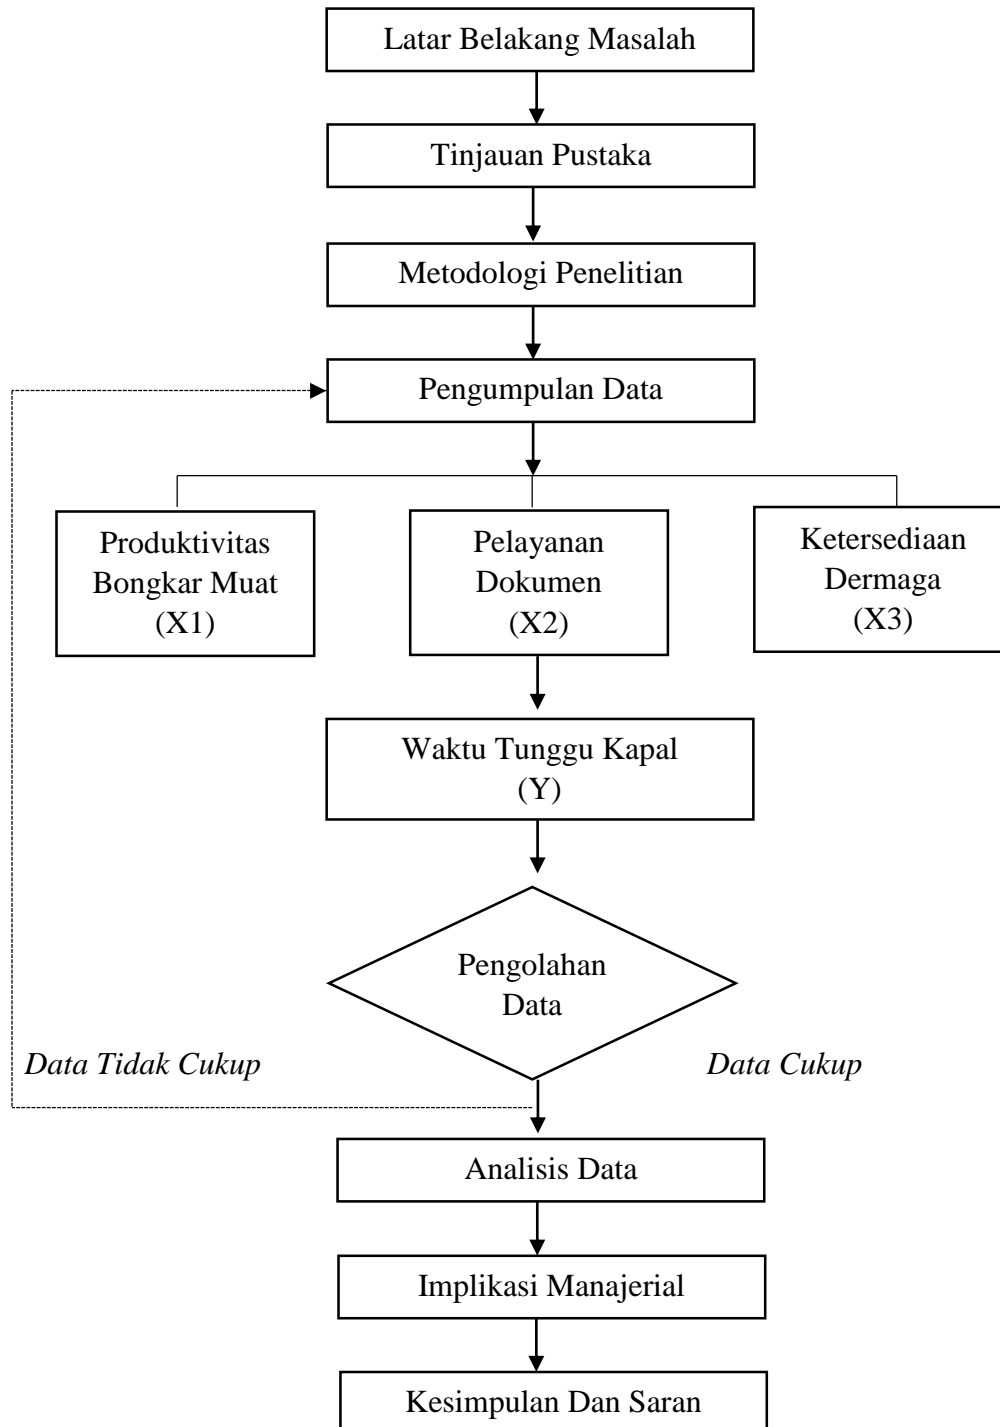 Latar Belakang Masalah
Tinjauan Pustaka
Metodologi Penelitian
Pengumpulan Data
Produktivitas
Bongkar Muat
(X1)
Pelayanan
Dokumen
(X2)
Ketersediaan
Dermaga
(X3)
Waktu Tunggu Kapal
(Y)
Pengolahan
Data
Data Tidak Cukup
Data Cukup
Analisis Data
Implikasi Manajerial
Kesimpulan Dan Saran